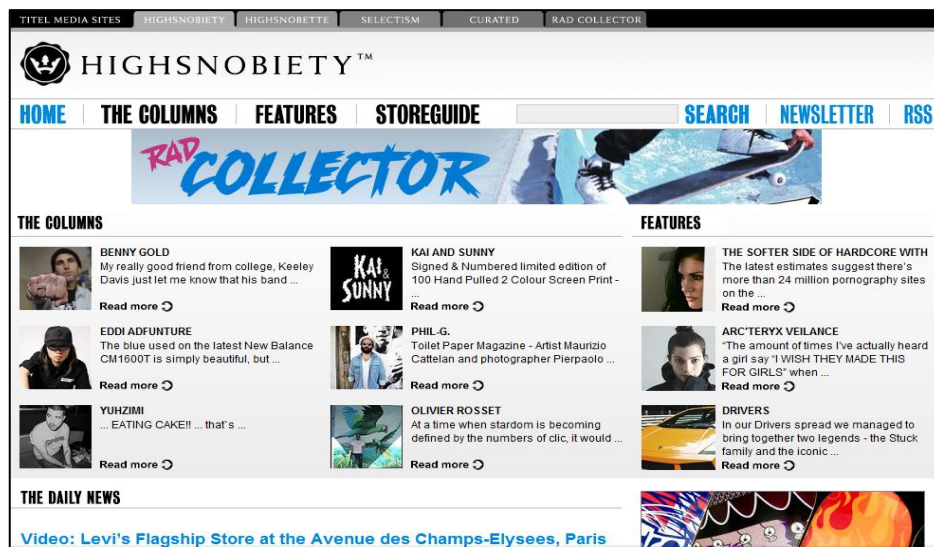 TITEL MEDIA SITES HIGHSNOBIETY HIGHSNOBETTE SELECTISM CURATED RAD COLLECTOR
HIGHSNOBIETY™
HOME THE COLUMNS FEATURES STOREGUIDE SEARCH NEWSLETTER RSS
RAD COLLECTOR
THE COLUMNS
BENNY GOLD
My really good friend from college, Keeley
Davis just let me know that his band ...
Read more
KAI AND SUNNY
Signed & Numbered limited edition of
100 Hand Pulled 2 Colour Screen Print -
...
Read more
KAI &
SUNNY
EDDI ADFUNTURE
The blue used on the latest New Balance
CM1600T is simply beautiful, but ...
Read more
PHIL-G.
Toilet Paper Magazine - Artist Maurizio
Cattelan and photographer Pierpaolo ...
Read more
YUHZIMI
... EATING CAKE!! ... that`s ...
Read more
OLIVIER ROSSET
At a time when stardom is becoming
defined by the numbers of clic, it would ...
Read more
FEATURES
THE SOFTER SIDE OF HARDCORE WITH
The latest estimates suggest there's
more than 24 million pornography sites
on the ...
Read more
ARC'TERYX VEILANCE
“The amount of times I've actually heard
a girl say “I WISH THEY MADE THIS
FOR GIRLS” when ...
Read more
DRIVERS
In our Drivers spread we managed to
bring together two legends - the Stuck
family and the iconic ...
Read more
THE DAILY NEWS
Video: Levi's Flagship Store at the Avenue des Champs-Elysees, Paris